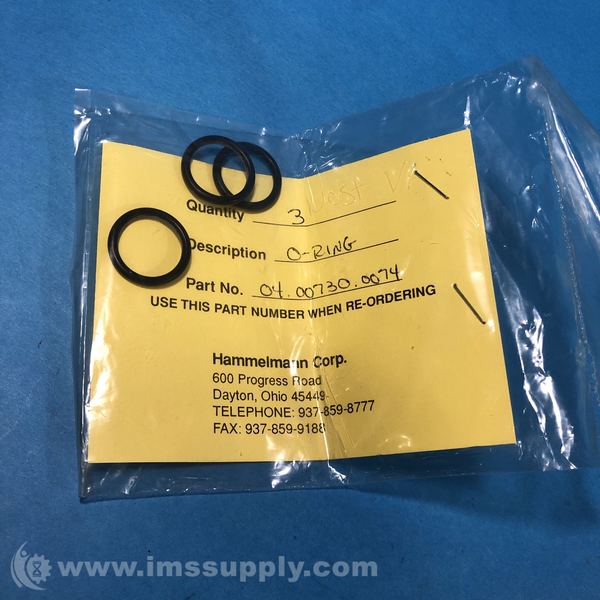 Quantity 3
Description O-RING
Part No. 04.00730.0074
USE THIS PART NUMBER WHEN RE-ORDERING
Hammelmann Corp.
600 Progress Road
Dayton, Ohio 45449
TELEPHONE: 937-859-8777
FAX: 937-859-9188
www.imssupply.com